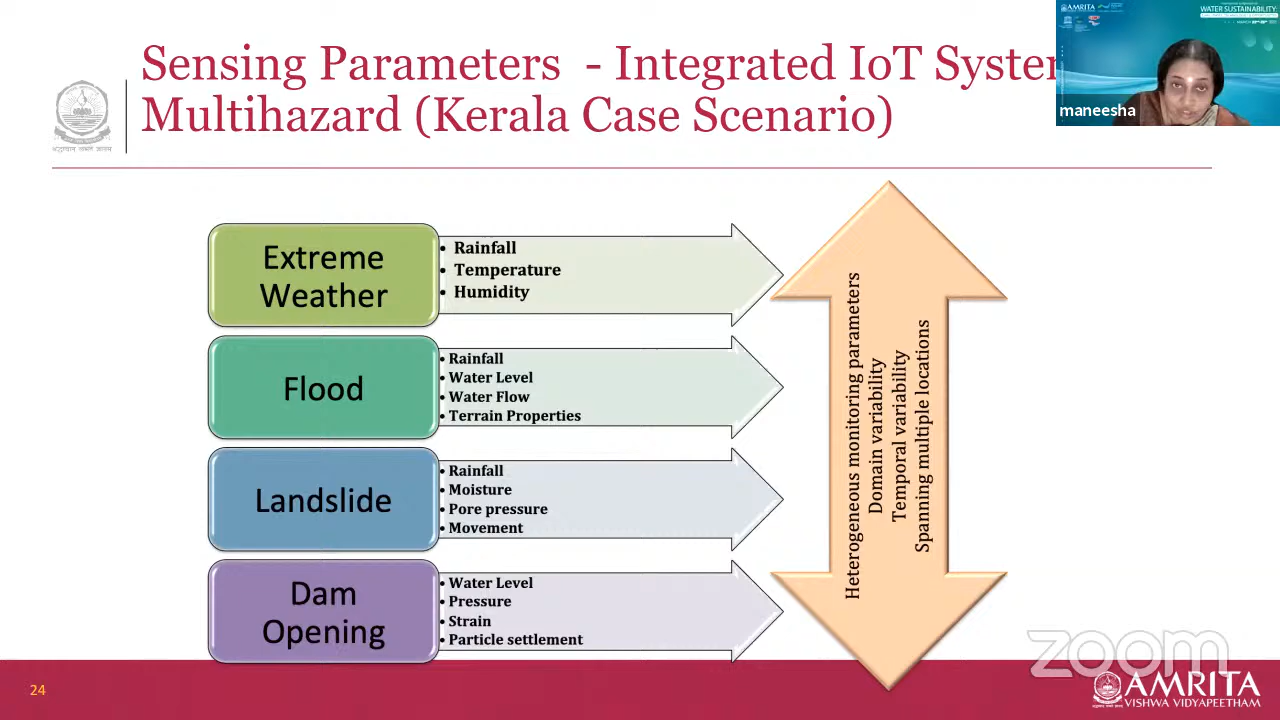 Sensing Parameters - Integrated IoT System
Multihazard (Kerala Case Scenario)
AMRITA
WATER SUSTAINABILITY:
maneesha
Extreme
Weather
• Rainfall
• Temperature
• Humidity
Flood
• Rainfall
• Water Level
• Water Flow
• Terrain Properties
Landslide
• Rainfall
• Moisture
• Pore pressure
• Movement
Dam
Opening
• Water Level
• Pressure
• Strain
• Particle settlement
Heterogeneous monitoring parameters
Domain variability
Temporal variability
Spanning multiple locations
zoom
24
AMRITA
VISHWA VIDYAPEETHAM